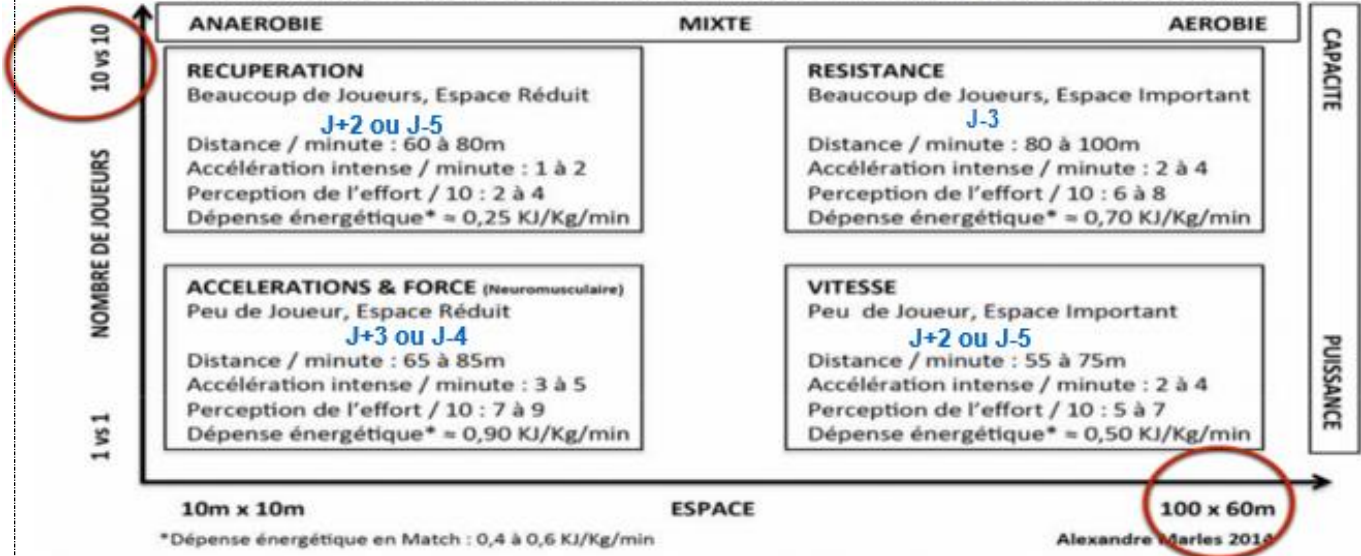 ANAEROBIE MIXTE AEROBIE
CAPACITE
PUISSANCE
10 vs 10
NOMBRE DE JOUEURS
1 vs 1
RECUPERATION
Beaucoup de Joueurs, Espace Réduit
J+2 ou J-5
Distance / minute : 60 à 80m
Accélération intense / minute : 1 à 2
Perception de l'effort / 10 : 2 à 4
Dépense énergétique* ≈ 0,25 KJ/Kg/min
RESISTANCE
Beaucoup de Joueurs, Espace Important
J-3
Distance / minute : 80 à 100m
Accélération intense / minute : 2 à 4
Perception de l'effort / 10 : 6 à 8
Dépense énergétique* ≈ 0,70 KJ/Kg/min
ACCELERATIONS & FORCE (Neuromusculaire)
Peu de Joueur, Espace Réduit
J+3 ou J-4
Distance / minute : 65 à 85m
Accélération intense / minute : 3 à 5
Perception de l'effort / 10 : 7 à 9
Dépense énergétique* ≈ 0,90 KJ/Kg/min
VITESSE
Peu de Joueur, Espace Important
J+2 ou J-5
Distance / minute : 55 à 75m
Accélération intense / minute : 2 à 4
Perception de l'effort / 10 : 5 à 7
Dépense énergétique* ≈ 0,50 KJ/Kg/min
10m x 10m ESPACE 100 x 60m
*Dépense énergétique en Match : 0,4 à 0,6 KJ/Kg/min Alexandre Marles 2014